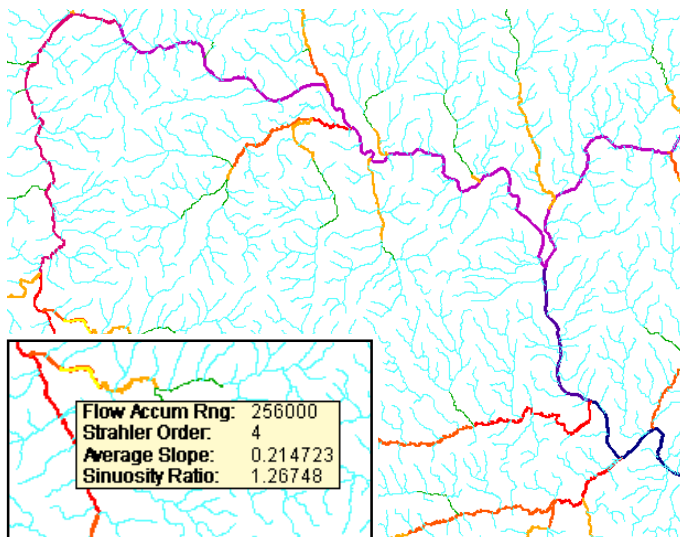 Flow Accum Rng: 256000
Strahler Order: 4
Average Slope: 0.214723
Sinuosity Ratio: 1.26748